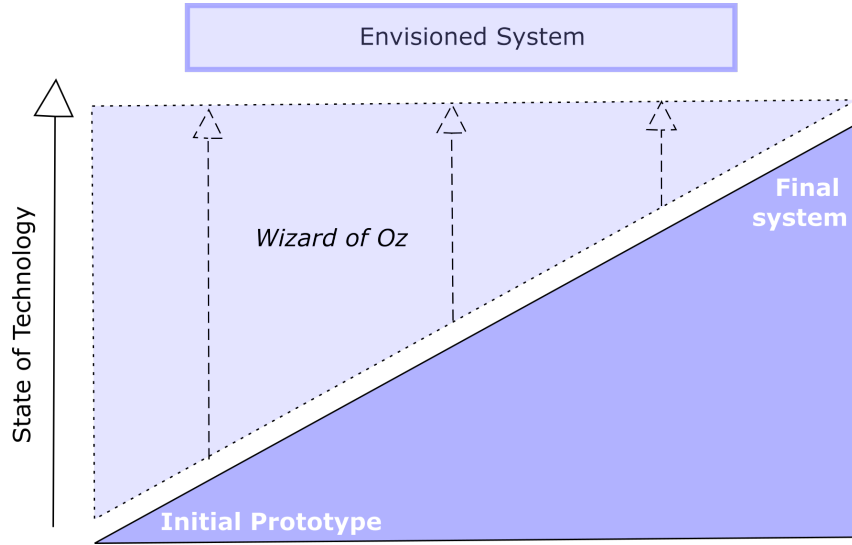 Envisioned System
State of Technology
Wizard of Oz
Final
system
Initial Prototype